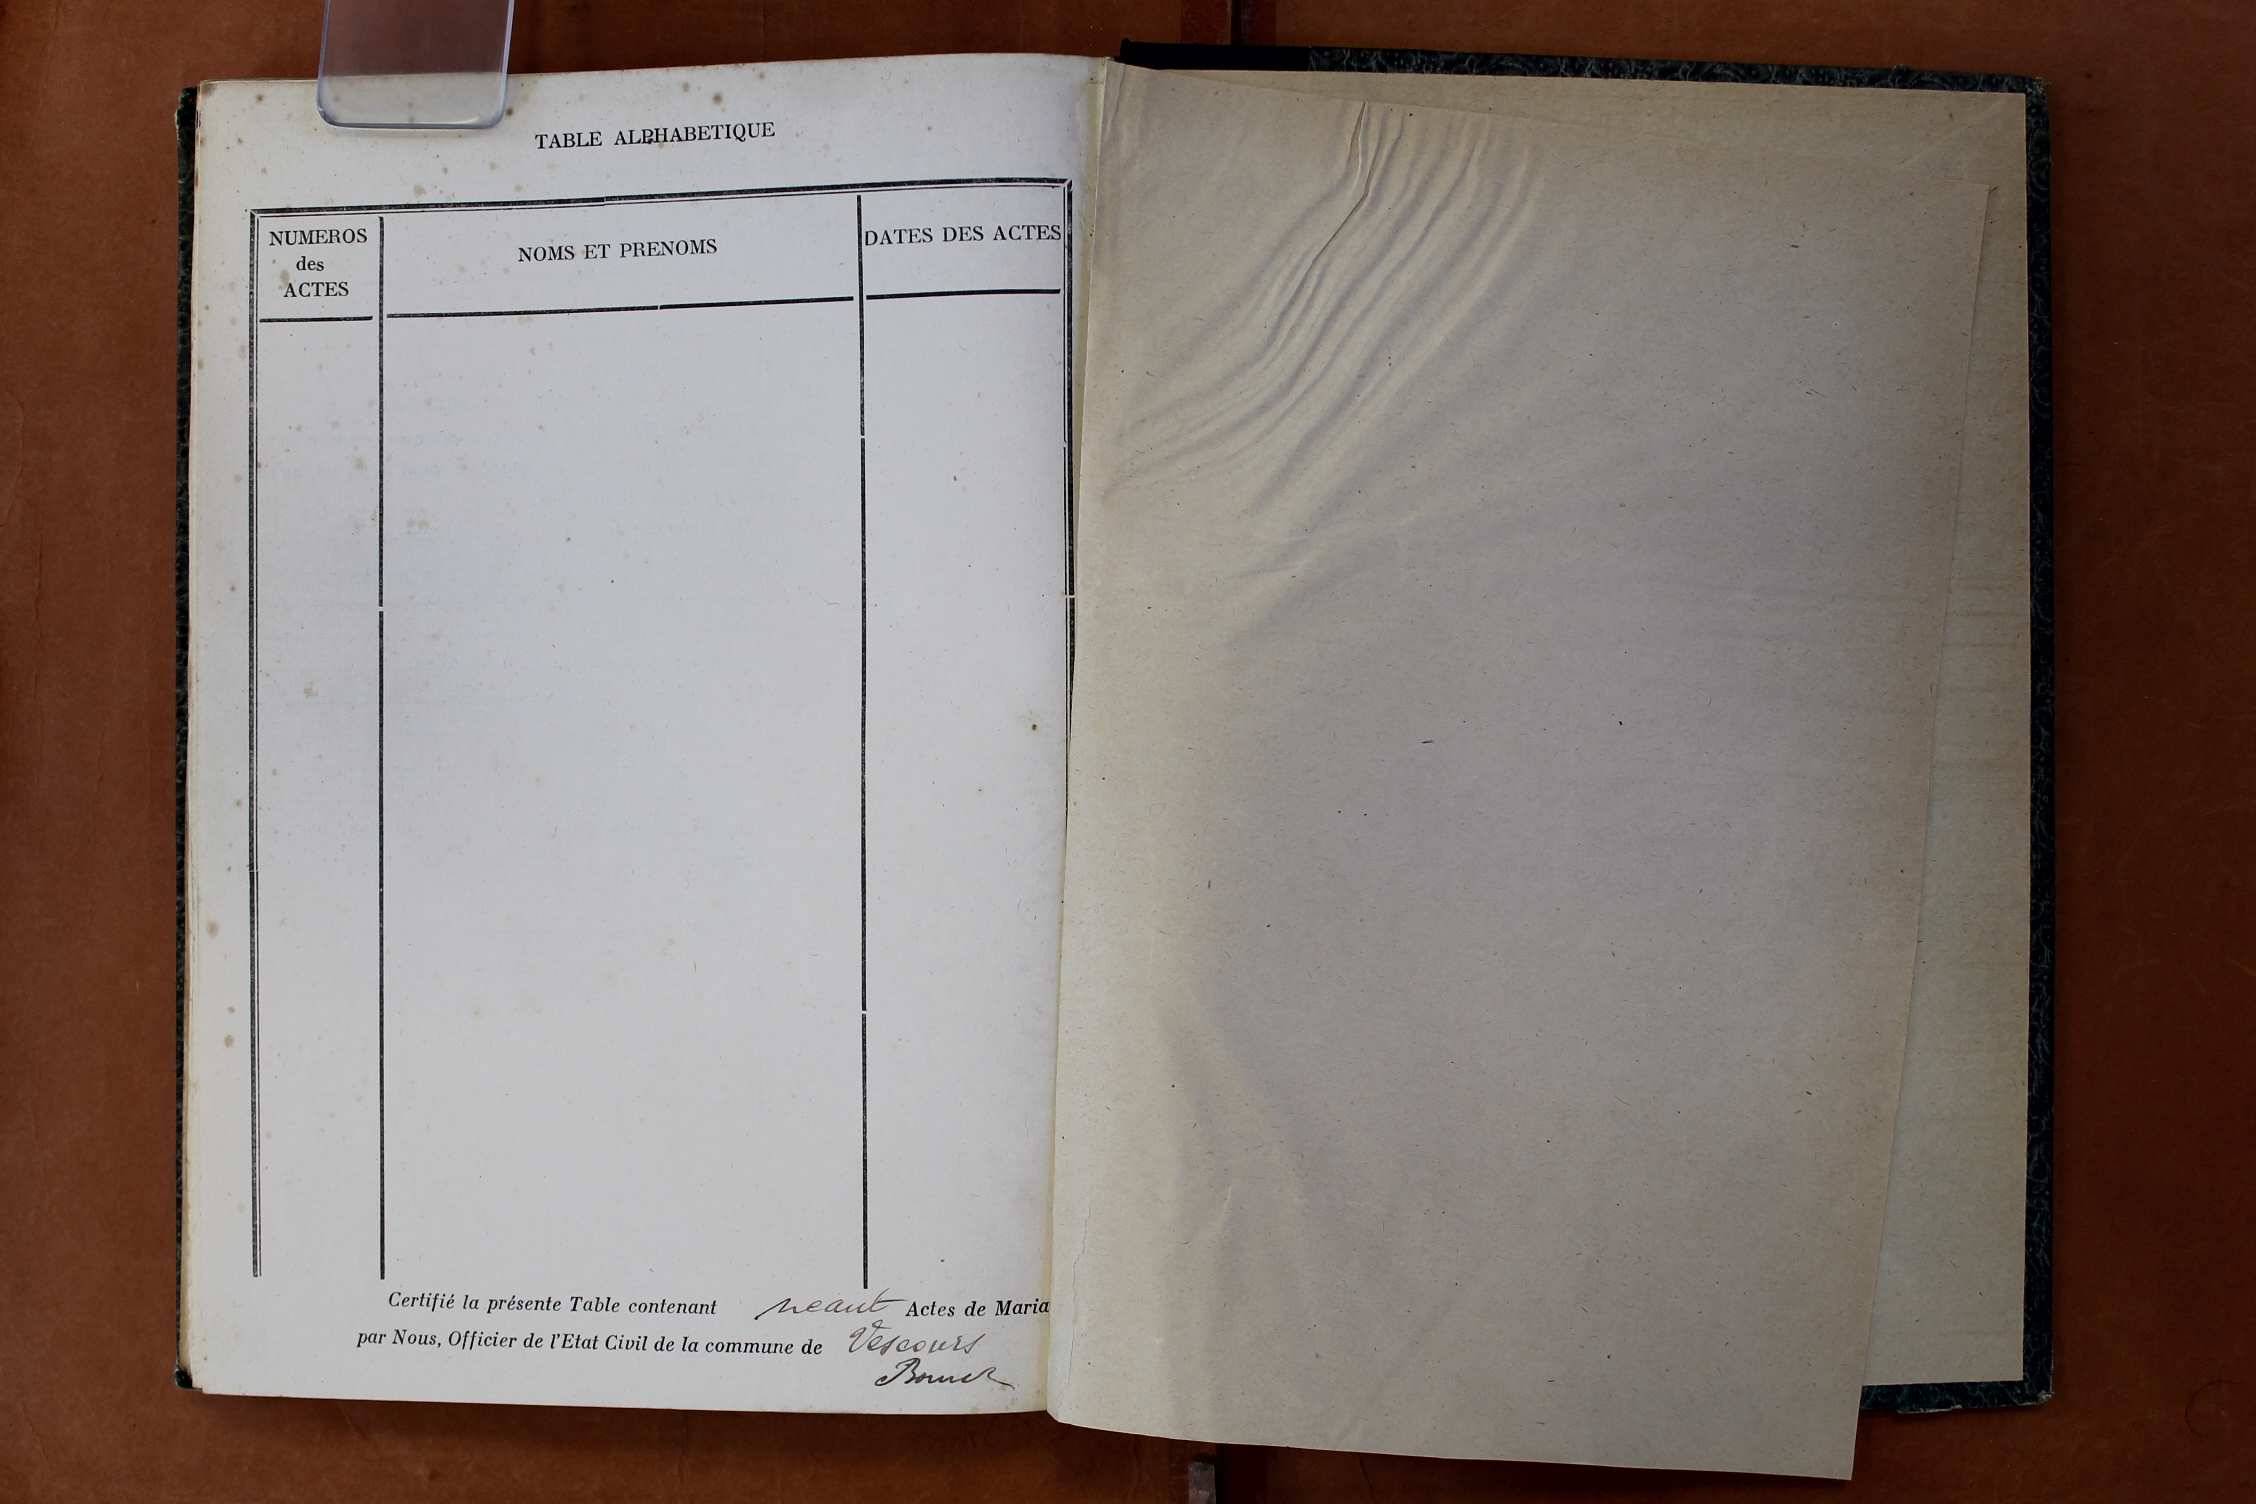 TABLE ALPHABETIQUE
NUMEROS
des
ACTES
NOMS ET PRENOMS
DATES DES ACTES
Certifié la présente Table contenant neant Actes de Maria
par Nous, Officier de l'Etat Civil de la commune de Vescours